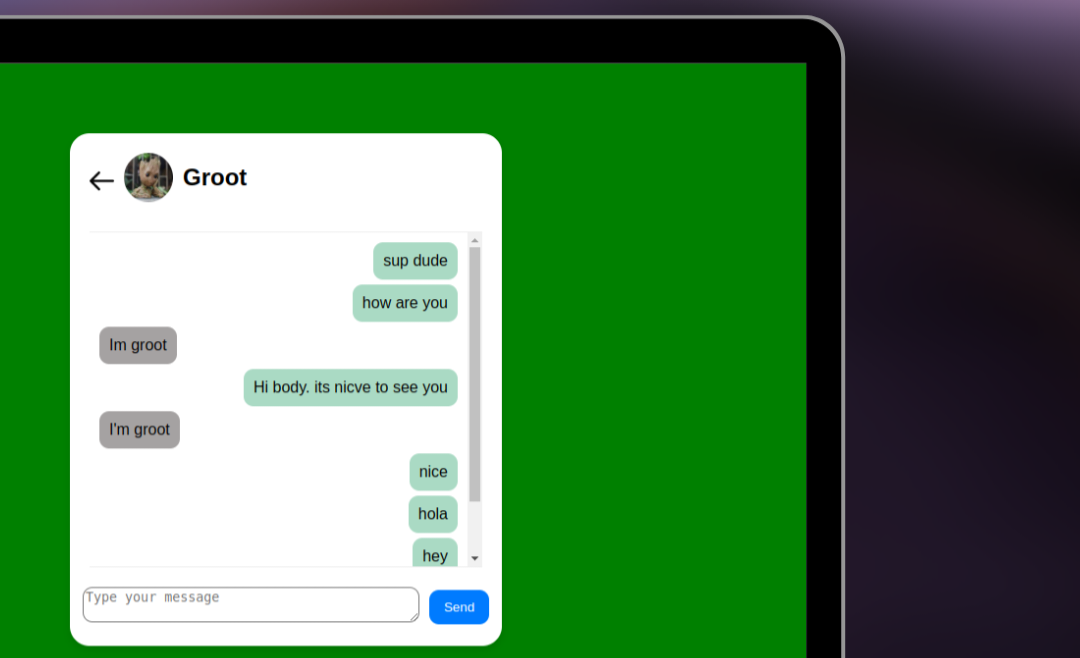 Groot
sup dude
how are you
Im groot
Hi body. its nicve to see you
I'm groot
nice
hola
hey
Type your message
Send